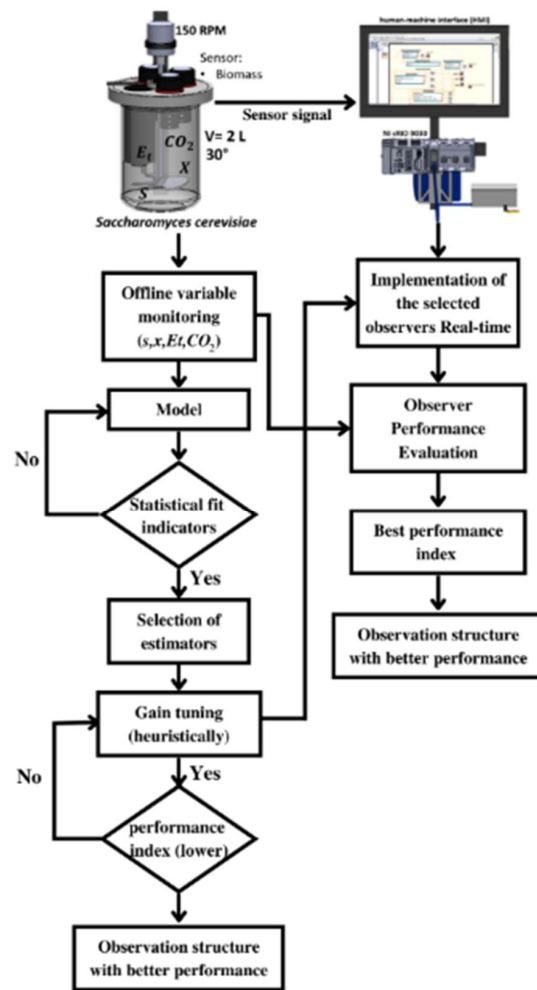 150 RPM
Sensor:
• Biomass
V= 2 L
30°
CO2
Et
X
S
Saccharomyces cerevisiae
Sensor signal
human-machine interface (HMI)
NI cRIO 9030
Offline variable
monitoring
(s,x,Et,CO2)
Model
No
Statistical fit
indicators
Yes
Selection of
estimators
Gain tuning
(heuristically)
No
Yes
performance
index (lower)
Observation structure
with better performance
Implementation of
the selected
observers Real-time
Observer
Performance
Evaluation
Best performance
index
Observation structure
with better performance